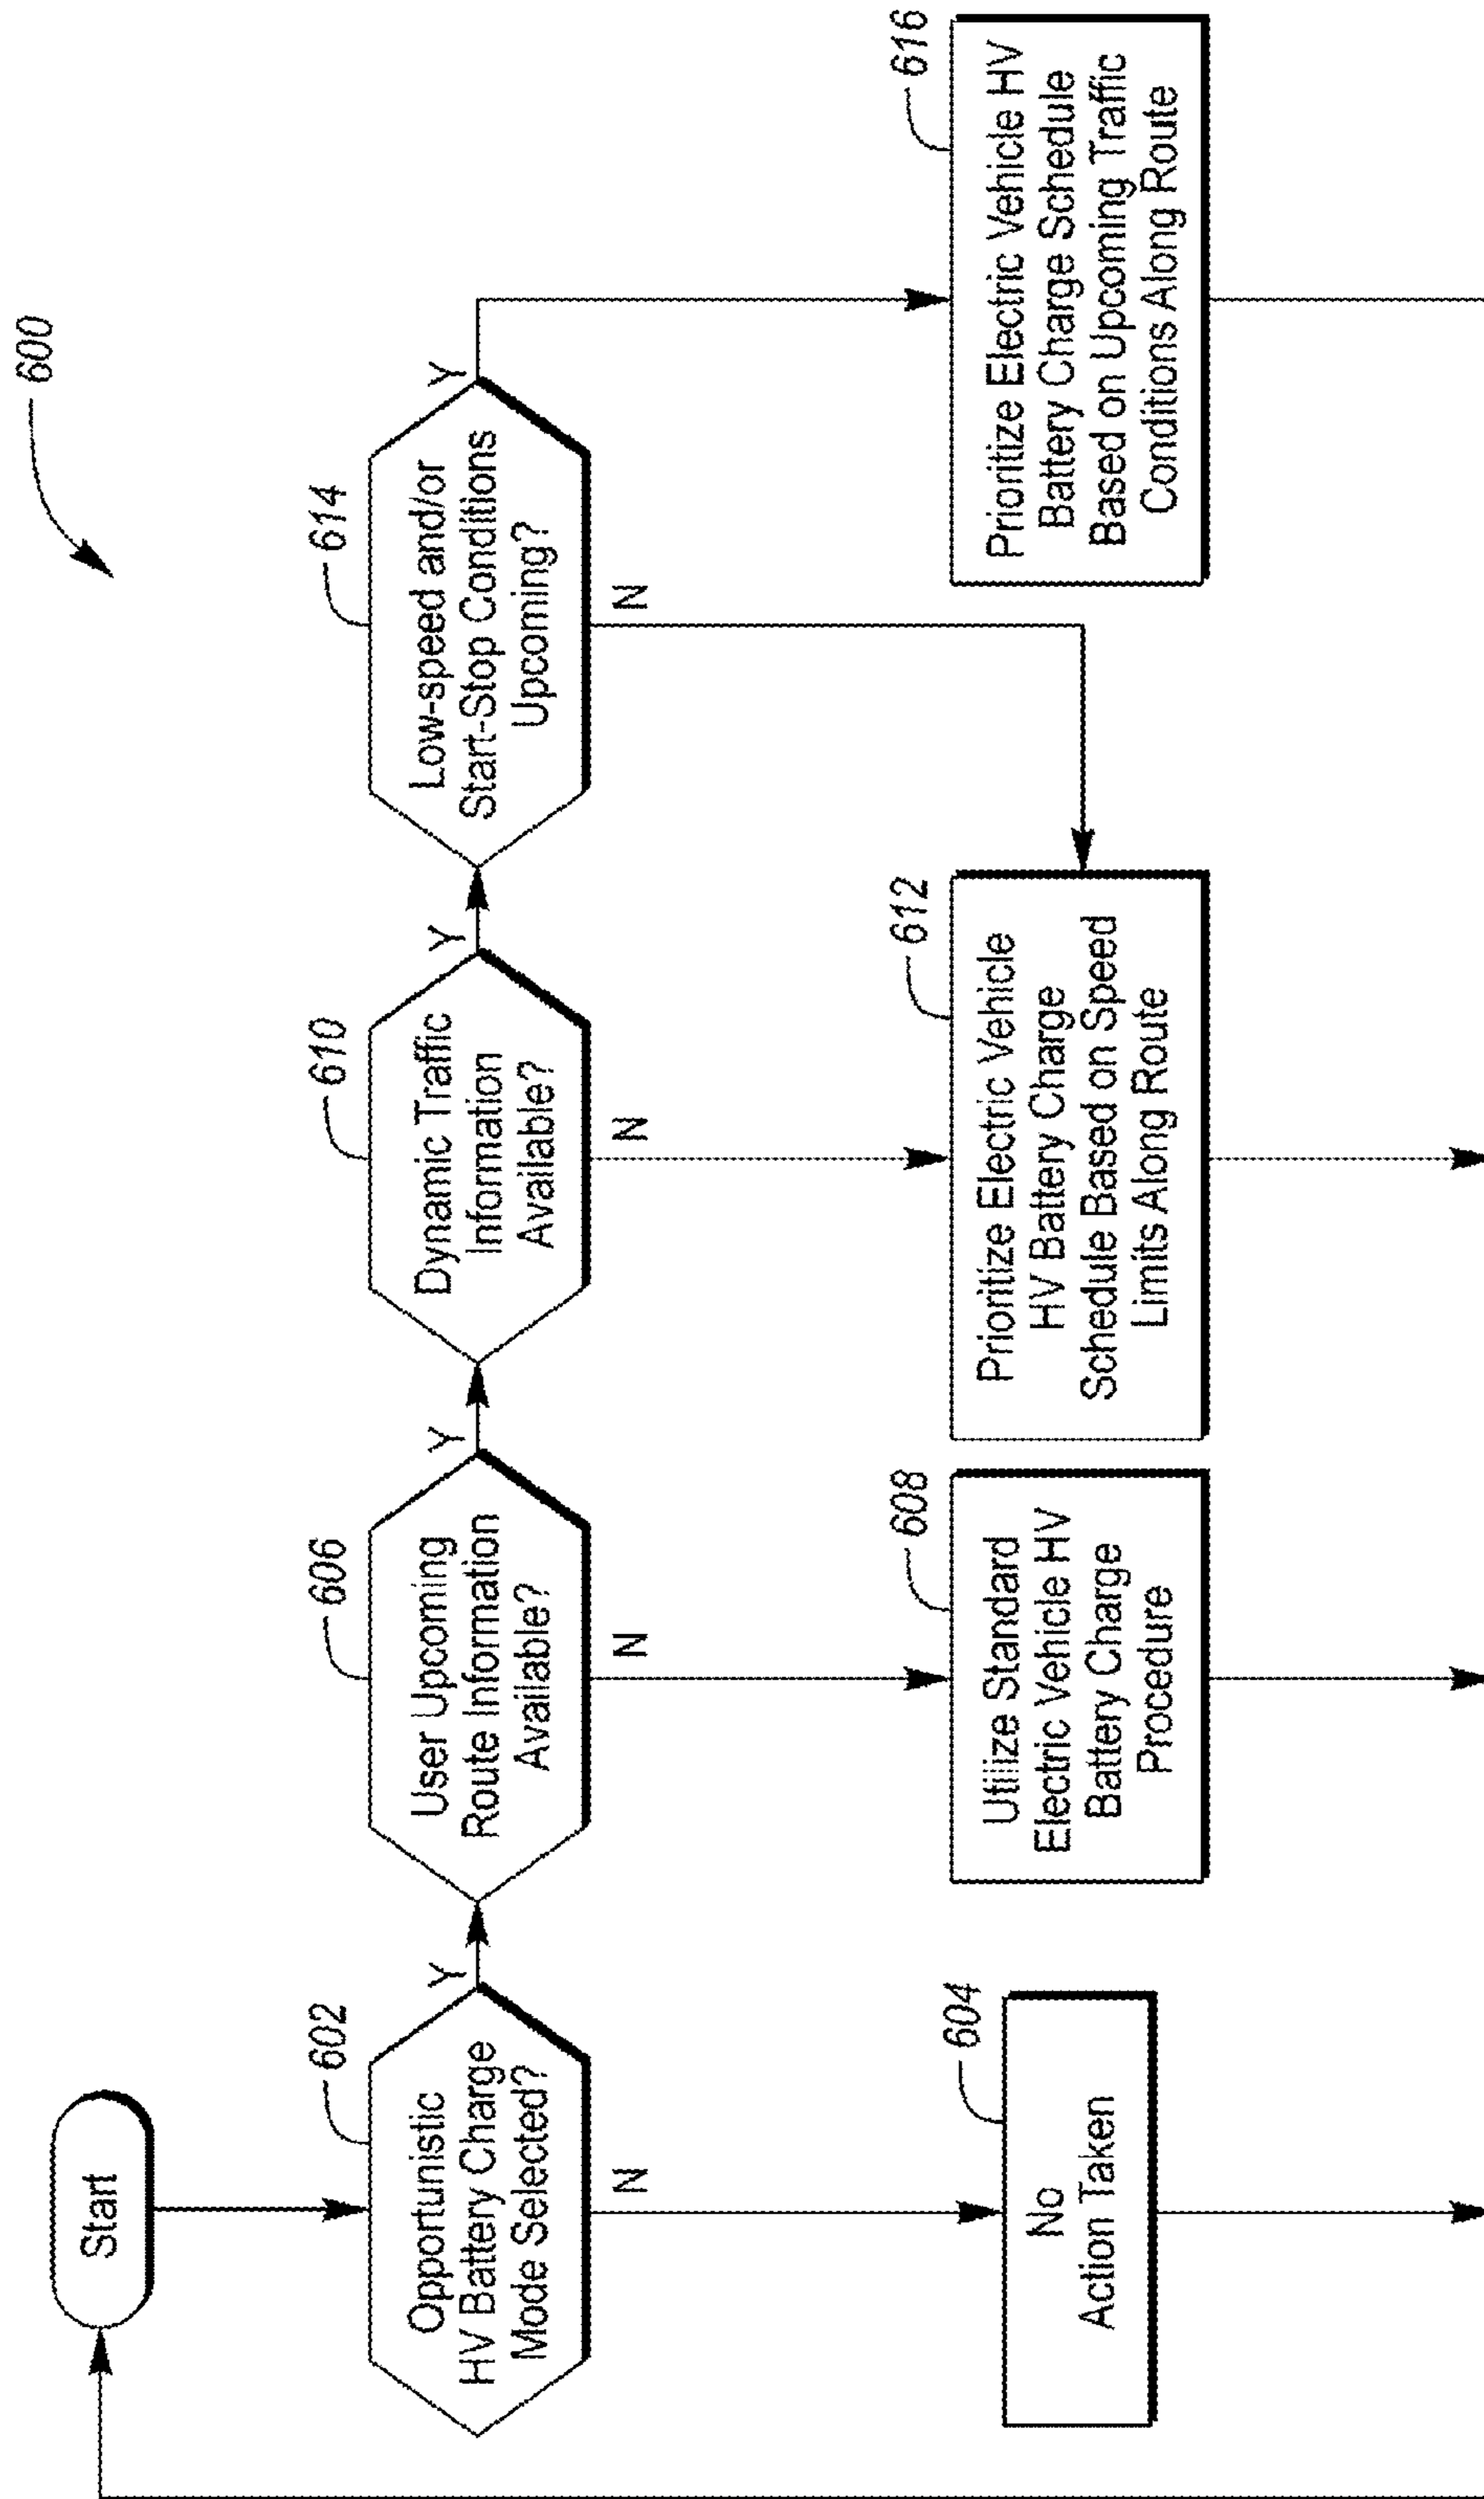 600
Start
602
Opportunistic
HV Battery Charge
Mode Selected?
Y
N
604
No
Action Taken
606
User Upcoming
Route Information
Available?
Y
N
608
Utilize Standard
Electric Vehicle HV
Battery Charge
Procedure
610
Dynamic Traffic
Information
Available?
Y
N
612
Prioritize Electric Vehicle
HV Battery Charge
Schedule Based on Speed
Limits Along Route
614
Low-speed and/or
Start-Stop Conditions
Upcoming?
Y
N
616
Prioritize Electric Vehicle HV
Battery Charge Schedule
Based on Upcoming Traffic
Conditions Along Route